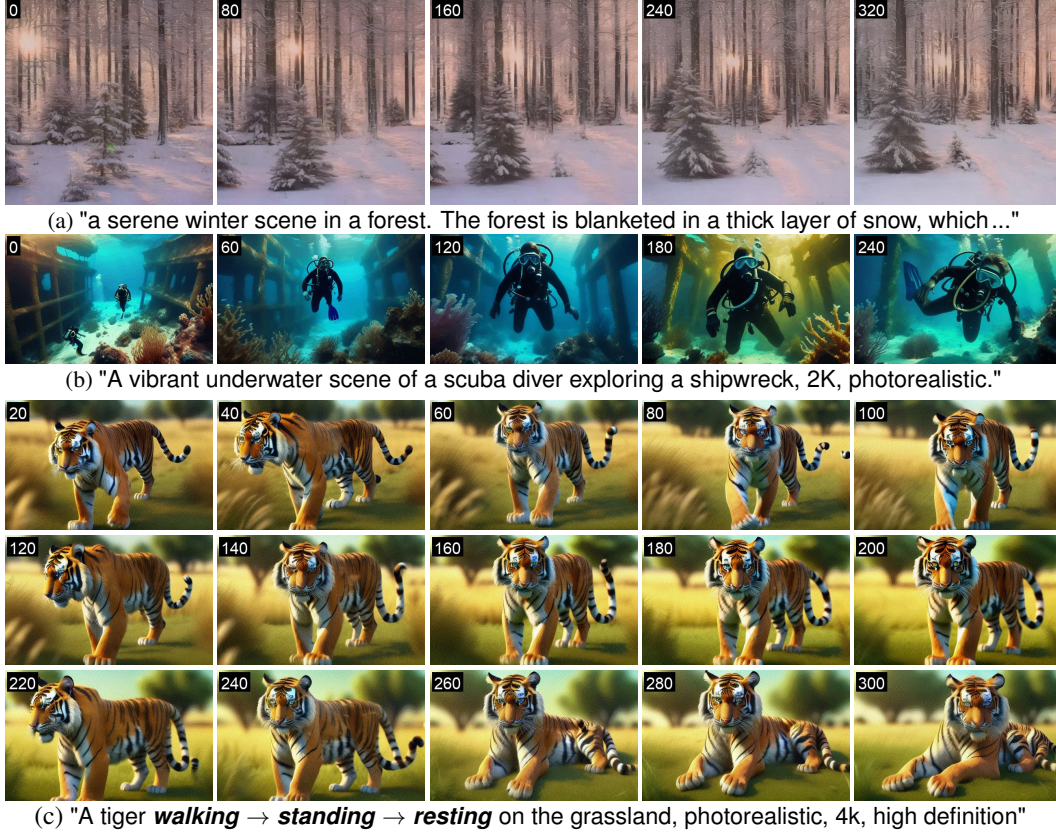 0 80 160 240 320
(a) "a serene winter scene in a forest. The forest is blanketed in a thick layer of snow, which ..."
0 60 120 180 240
(b) "A vibrant underwater scene of a scuba diver exploring a shipwreck, 2K, photorealistic."
20 40 60 80 100
120 140 160 180 200
220 240 260 280 300
(c) "A tiger walking → standing → resting on the grassland, photorealistic, 4k, high definition"